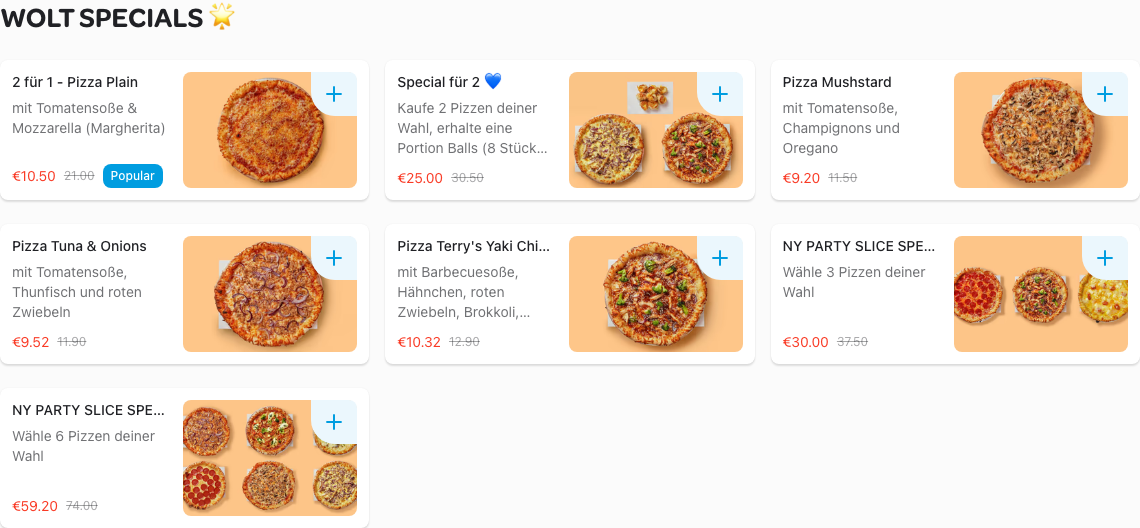 WOLT SPECIALS 🌟
2 für 1 - Pizza Plain
mit Tomatensoße &
Mozzarella (Margherita)
€10.50 21.00 Popular
Special für 2 💙
Kaufe 2 Pizzen deiner
Wahl, erhalte eine
Portion Balls (8 Stück...
€25.00 30.50
Pizza Mushstard
mit Tomatensoße,
Champignons und
Oregano
€9.20 11.50
Pizza Tuna & Onions
mit Tomatensoße,
Thunfisch und roten
Zwiebeln
€9.52 11.90
Pizza Terry's Yaki Chi...
mit Barbecuesoße,
Hähnchen, roten
Zwiebeln, Brokkoli,...
€10.32 12.90
NY PARTY SLICE SPE...
Wähle 3 Pizzen deiner
Wahl
€30.00 37.50
NY PARTY SLICE SPE...
Wähle 6 Pizzen deiner
Wahl
€59.20 74.00